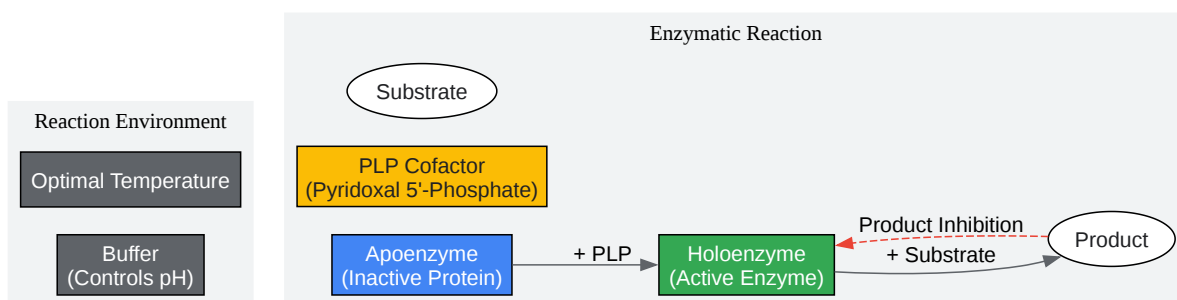 Enzymatic Reaction
Substrate
Reaction Environment
Optimal Temperature
PLP Cofactor
(Pyridoxal 5'-Phosphate)
Buffer
(Controls pH)
Apoenzyme
(Inactive Protein)
+ PLP
Holoenzyme
(Active Enzyme)
Product Inhibition
+ Substrate
Product